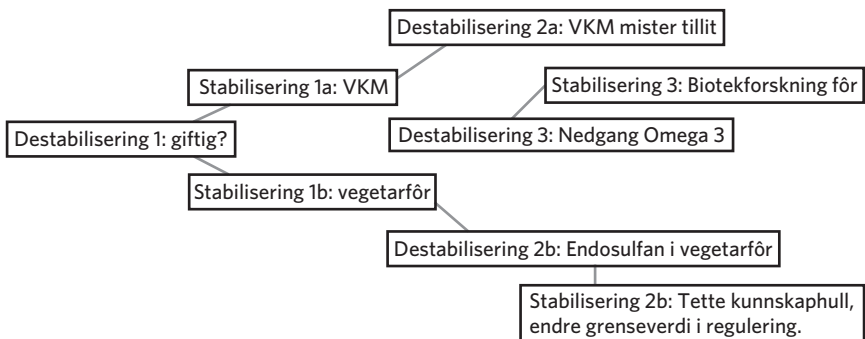 Destabilisering 2a: VKM mister tillit
Stabilisering 1a: VKM
Stabilisering 3: Biotekforskning fôr
Destabilisering 1: giftig?
Destabilisering 3: Nedgang Omega 3
Stabilisering 1b: vegetarfôr
Destabilisering 2b: Endosulfan i vegetarfôr
Stabilisering 2b: Tette kunnskaphull,
endre grenseverdi i regulering.